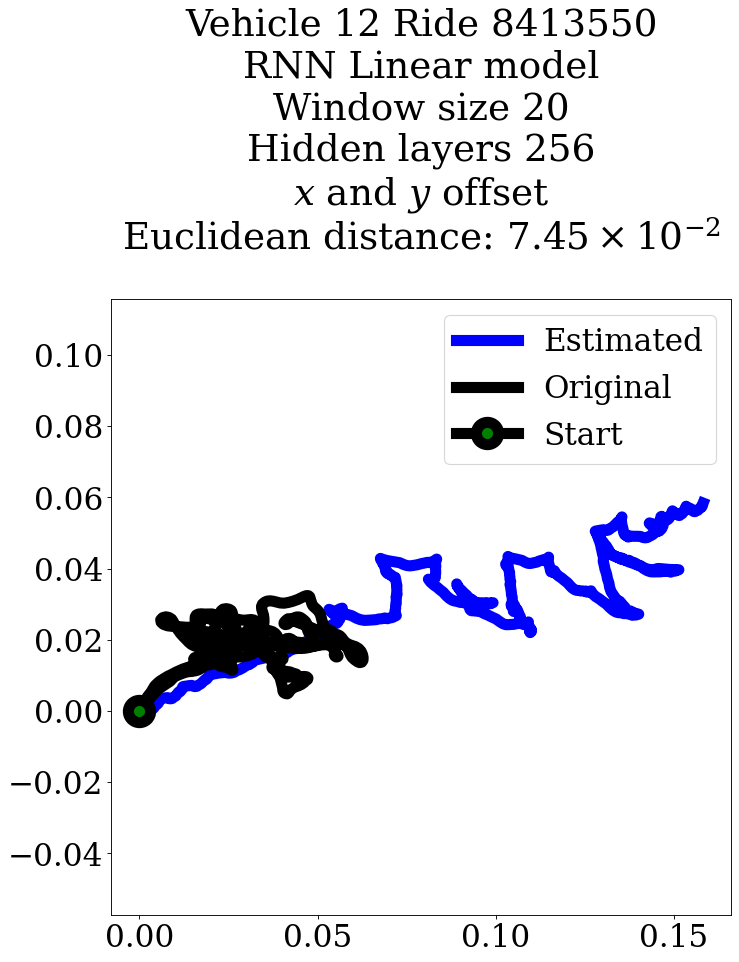 Vehicle 12 Ride 8413550
RNN Linear model
Window size 20
Hidden layers 256
x and y offset
Euclidean distance: 7.45 × 10⁻²
Estimated
Original
Start
0.10
0.08
0.06
0.04
0.02
0.00
−0.02
−0.04
0.00 0.05 0.10 0.15